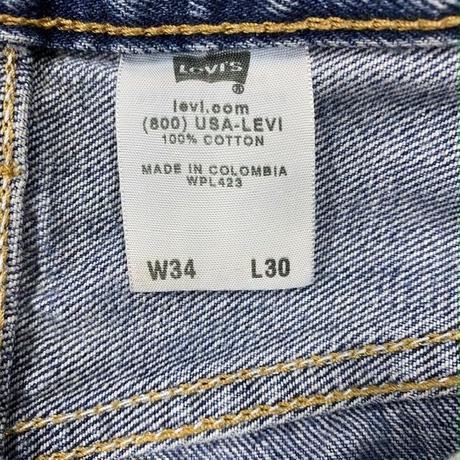 Levi's
®
levi.com
(800) USA-LEVI
100% COTTON
MADE IN COLOMBIA
WPL423
W34 L30